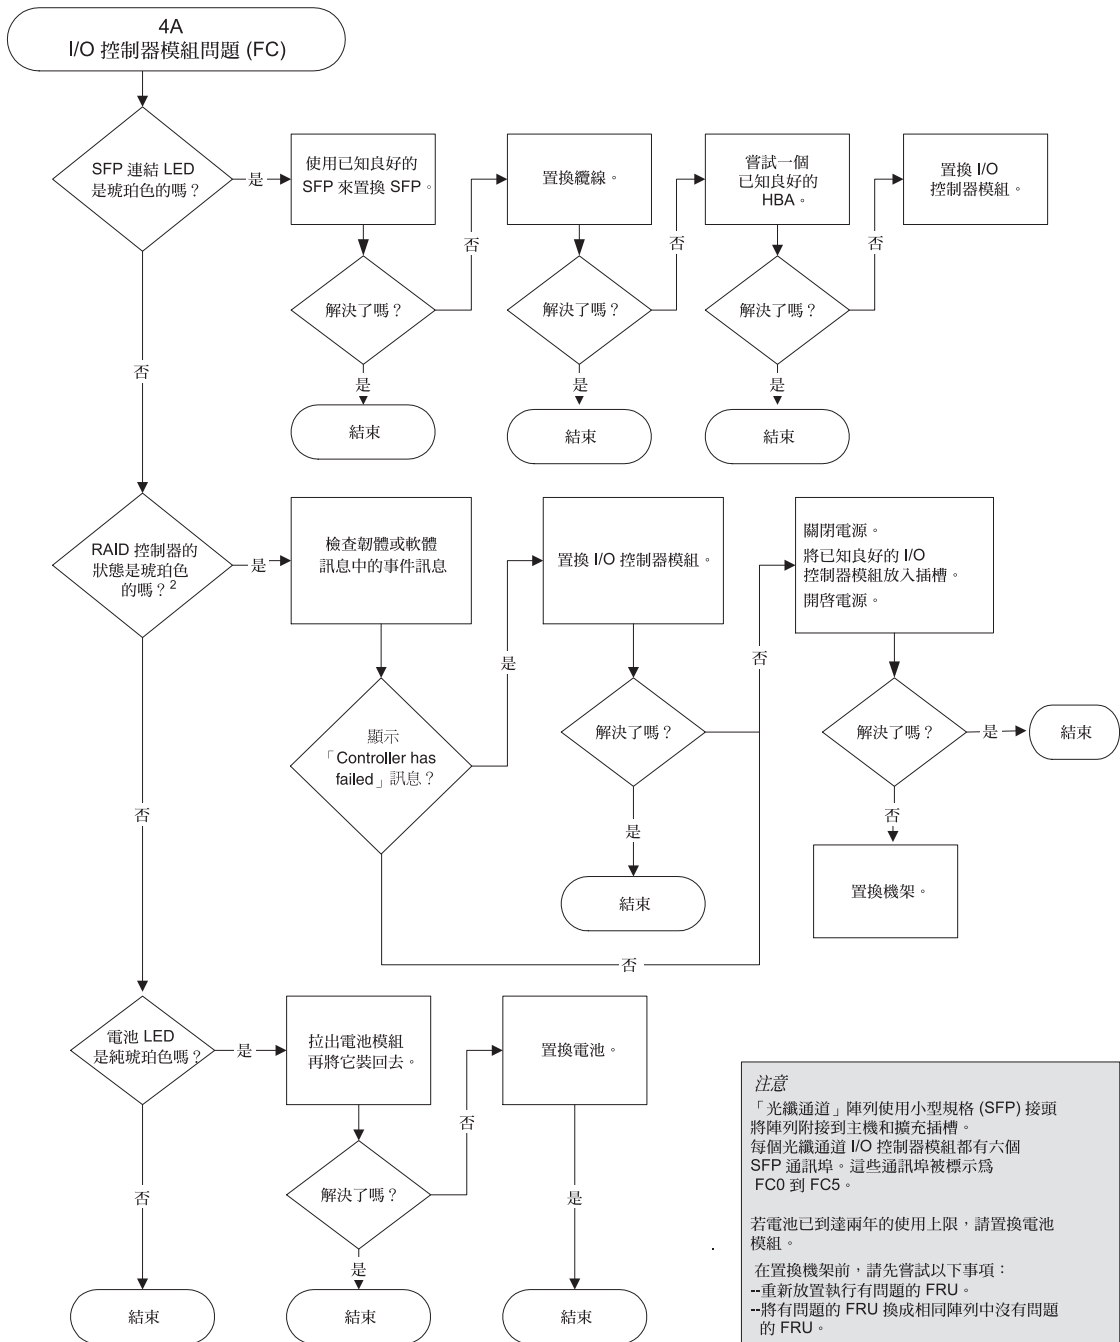 4A
I/O 控制器模組問題 (FC)
SFP 連結 LED
是琥珀色的嗎？
是
使用已知良好的
SFP 來置換 SFP。
否
置換纜線。
否
嘗試一個
已知良好的
HBA。
否
置換 I/O
控制器模組。
解決了嗎？
解決了嗎？
解決了嗎？
是
是
是
結束
結束
結束
否
RAID 控制器的
狀態是琥珀色
的嗎？2
是
檢查韌體或軟體
訊息中的事件訊息
是
置換 I/O 控制器模組。
否
關閉電源。
將已知良好的 I/O
控制器模組放入插槽。
開啓電源。
顯示
「Controller has
failed」訊息？
解決了嗎？
解決了嗎？
是
結束
是
結束
否
置換機架。
否
否
電池 LED
是純琥珀色嗎？
是
拉出電池模組
再將它裝回去。
否
置換電池。
解決了嗎？
是
是
否
結束
結束
結束
注意
「光纖通道」陣列使用小型規格 (SFP) 接頭
將陣列附接到主機和擴充插槽。
每個光纖通道 I/O 控制器模組都有六個
SFP 通訊埠。這些通訊埠被標示爲
FC0 到 FC5。
若電池已到達兩年的使用上限，請置換電池
模組。
在置換機架前，請先嘗試以下事項：
--重新放置執行有問題的 FRU。
--將有問題的 FRU 換成相同陣列中沒有問題
的 FRU。